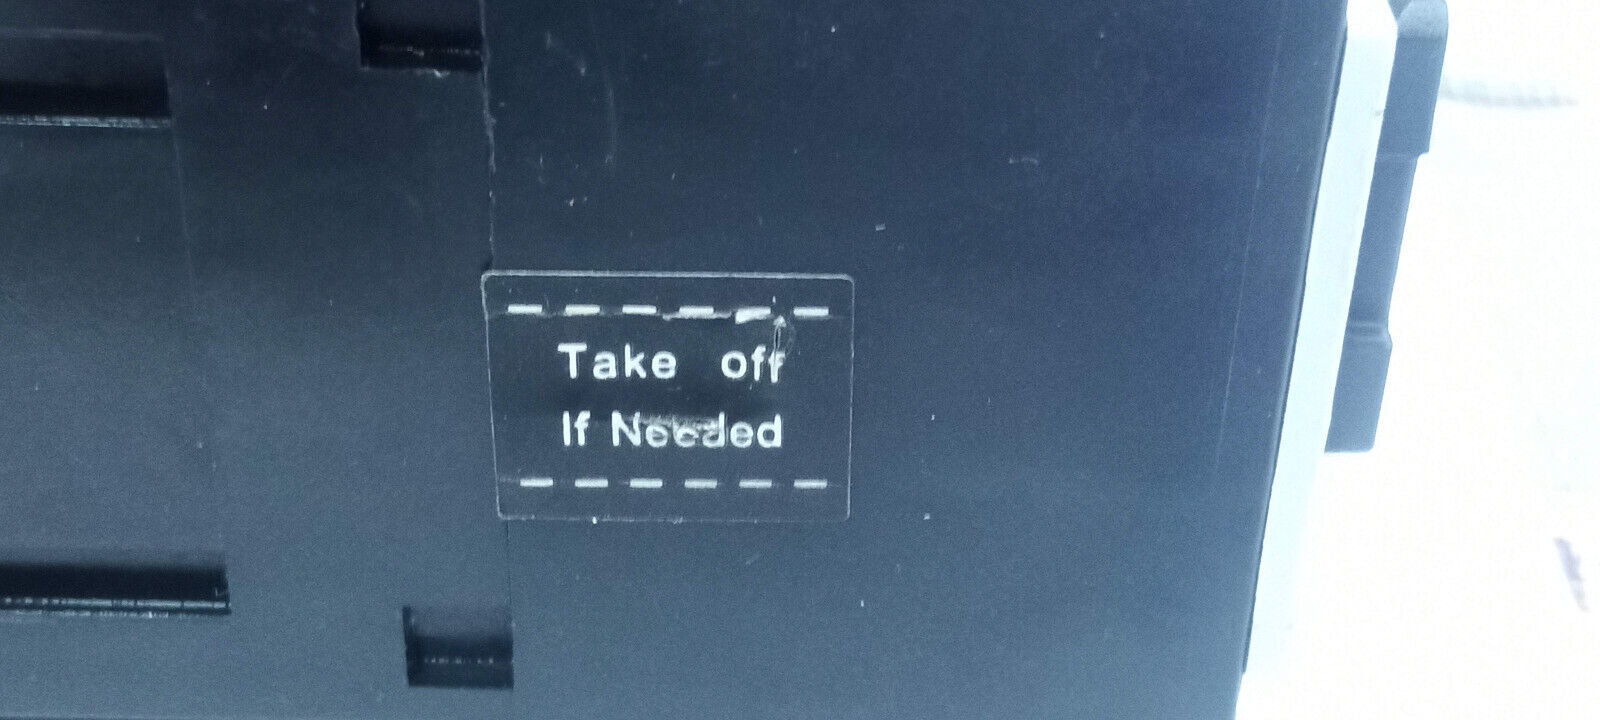 Take off
If Needed